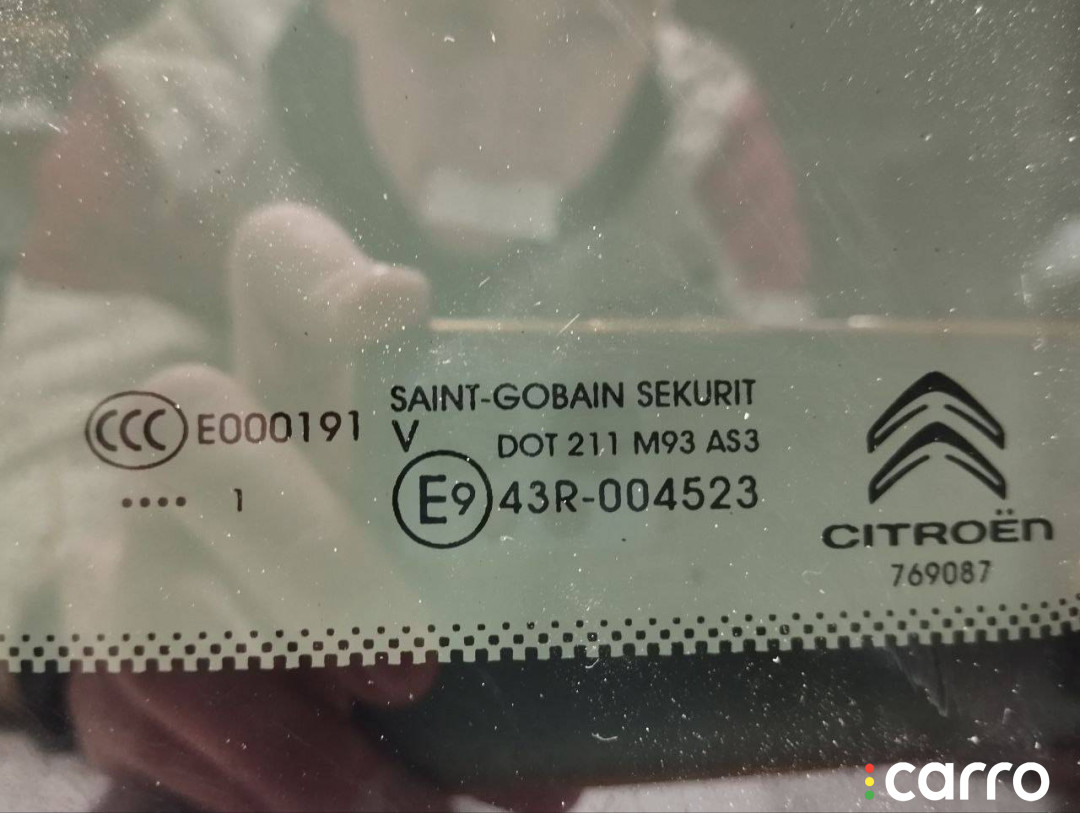 CCC E000191
.... 1
SAINT-GOBAIN SEKURIT
V DOT 211 M93 AS3
E9 43R-004523
CITROËn
769087
carro